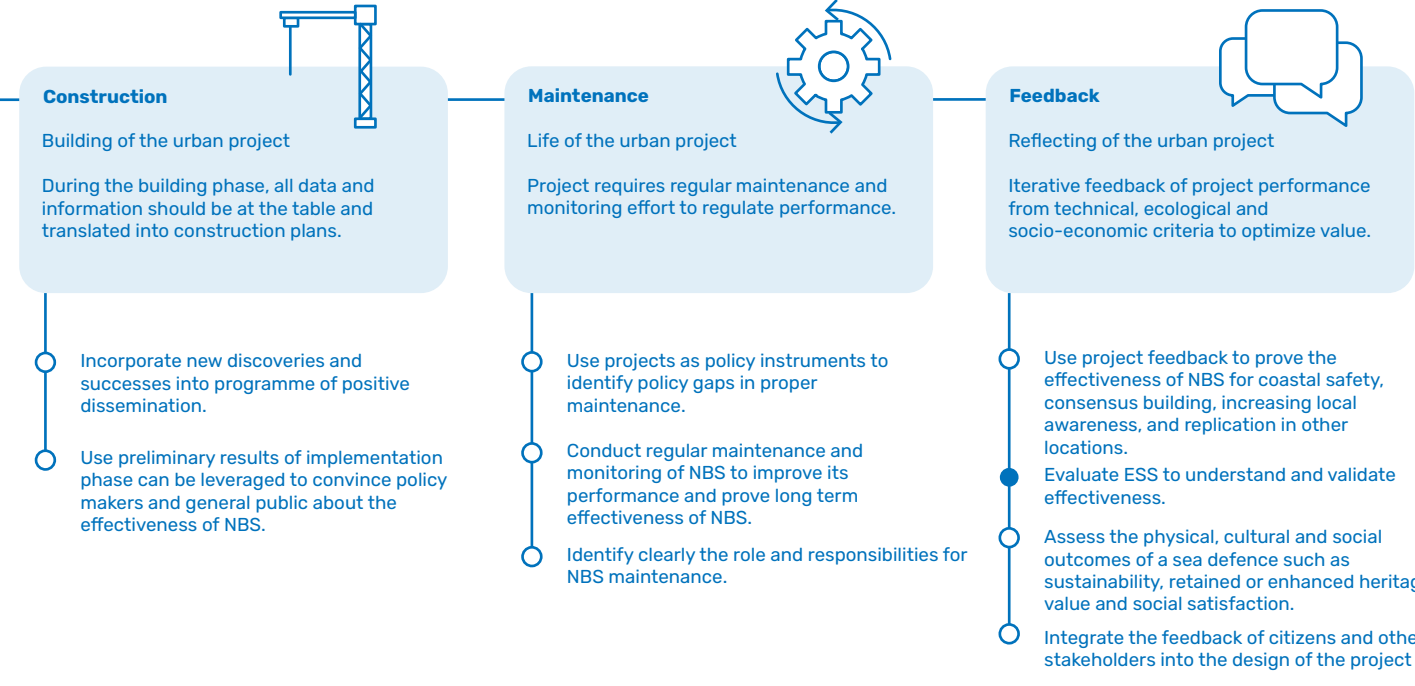 Construction
Building of the urban project
During the building phase, all data and
information should be at the table and
translated into construction plans.
Incorporate new discoveries and
successes into programme of positive
dissemination.
Use preliminary results of implementation
phase can be leveraged to convince policy
makers and general public about the
effectiveness of NBS.
Maintenance
Life of the urban project
Project requires regular maintenance and
monitoring effort to regulate performance.
Use projects as policy instruments to
identify policy gaps in proper
maintenance.
Conduct regular maintenance and
monitoring of NBS to improve its
performance and prove long term
effectiveness of NBS.
Identify clearly the role and responsibilities for
NBS maintenance.
Feedback
Reflecting of the urban project
Iterative feedback of project performance
from technical, ecological and
socio-economic criteria to optimize value.
Use project feedback to prove the
effectiveness of NBS for coastal safety,
consensus building, increasing local
awareness, and replication in other
locations.
Evaluate ESS to understand and validate
effectiveness.
Assess the physical, cultural and social
outcomes of a sea defence such as
sustainability, retained or enhanced heritag
value and social satisfaction.
Integrate the feedback of citizens and othe
stakeholders into the design of the project